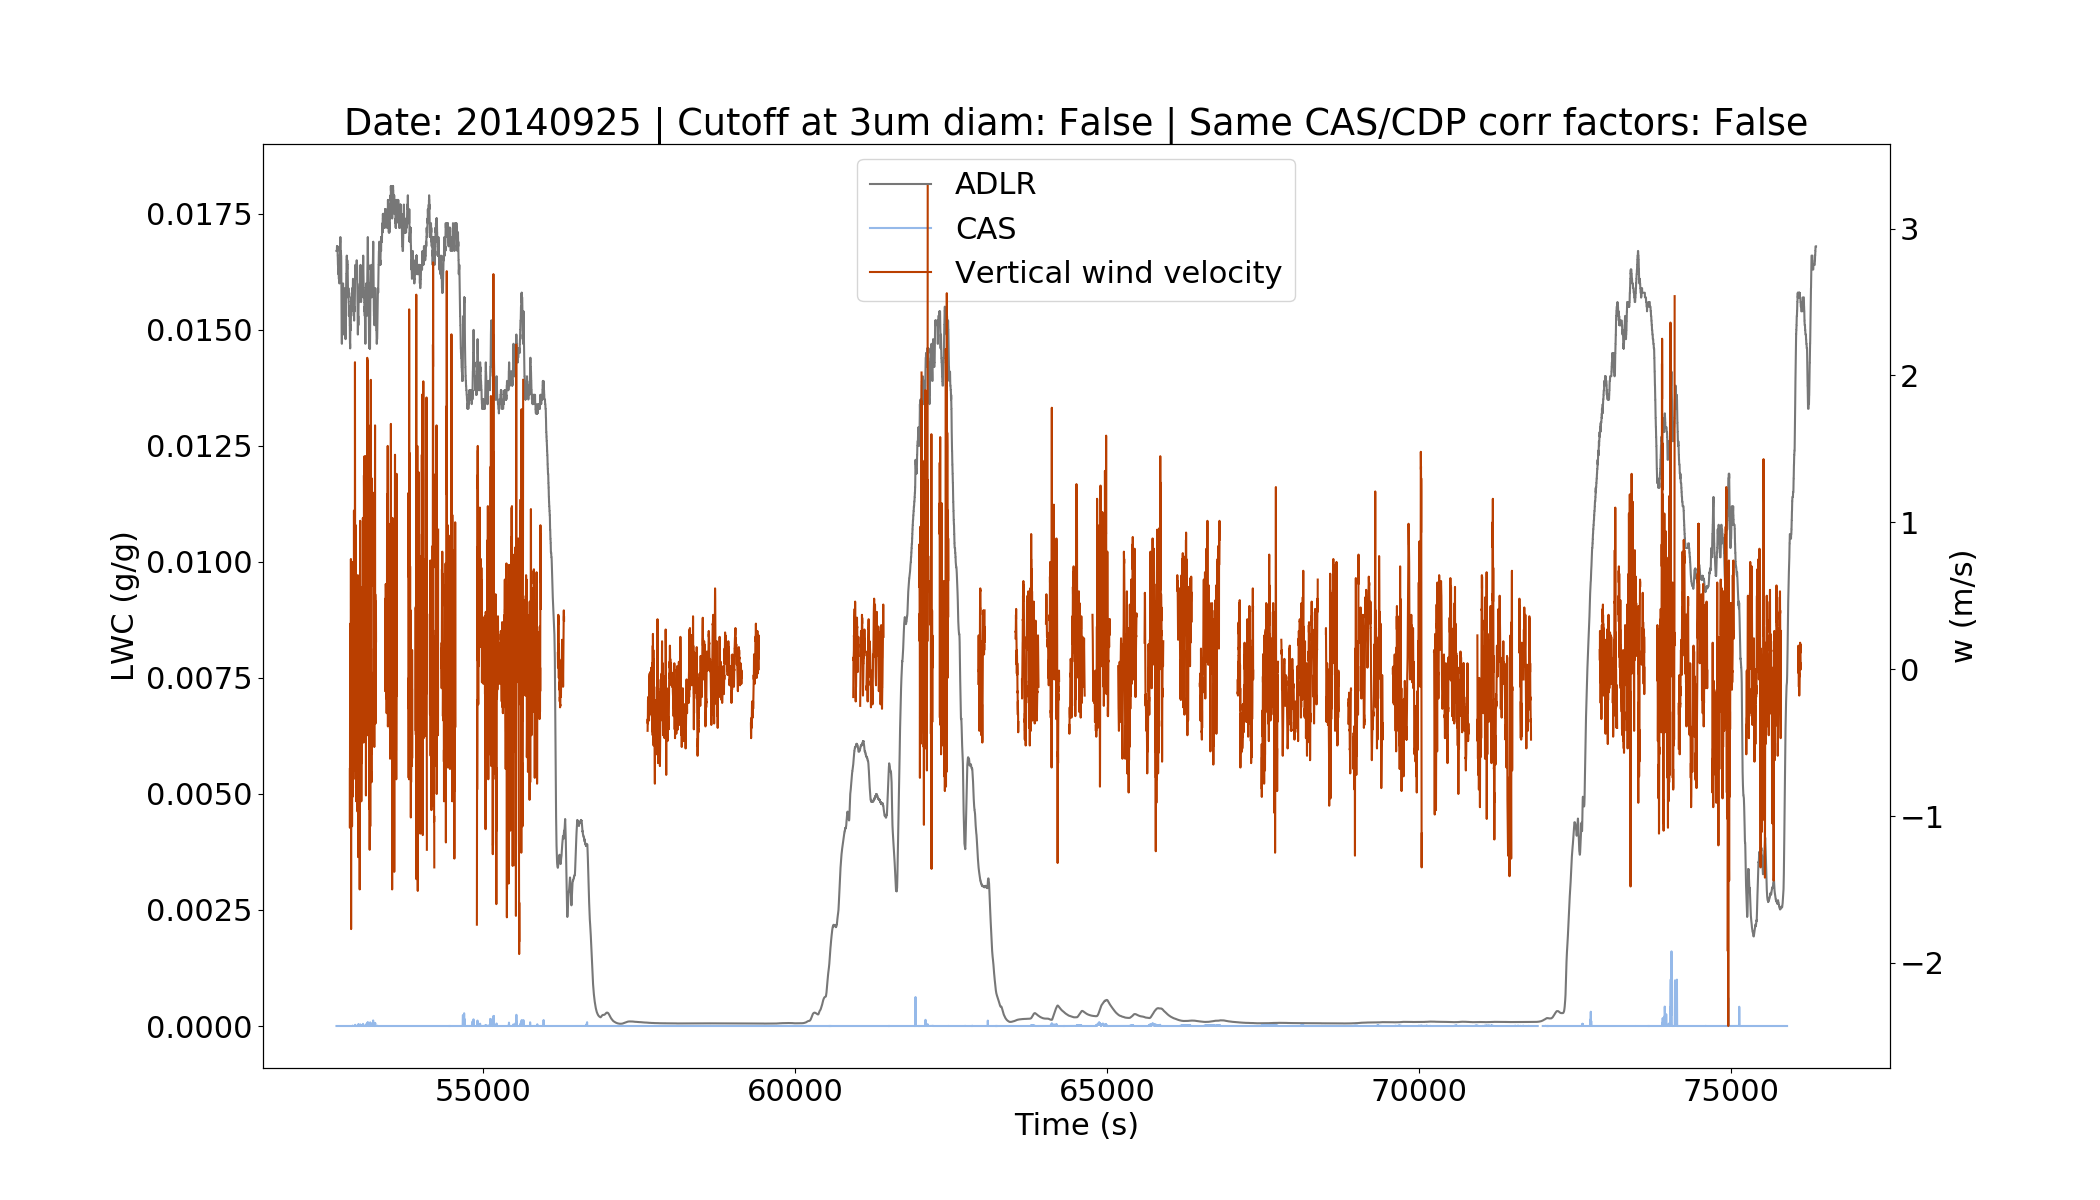 Date: 20140925 | Cutoff at 3um diam: False | Same CAS/CDP corr factors: False
ADLR
CAS
Vertical wind velocity
LWC (g/g)
0.0175
0.0150
0.0125
0.0100
0.0075
0.0050
0.0025
0.0000
3
2
1
0
−1
−2
w (m/s)
55000 60000 65000 70000 75000
Time (s)